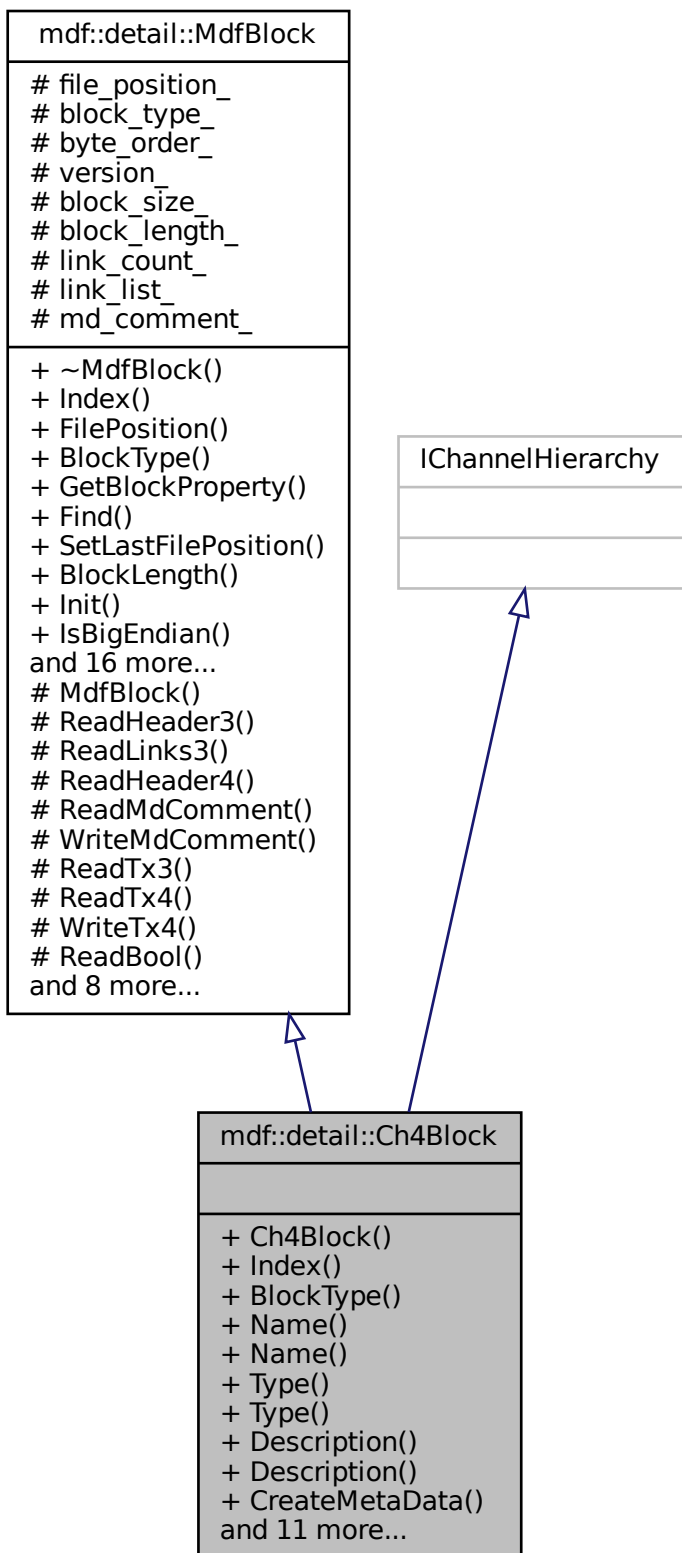 mdf::detail::MdfBlock
# file_position_
# block_type_
# byte_order_
# version_
# block_size_
# block_length_
# link_count_
# link_list_
# md_comment_
+ ~MdfBlock()
+ Index()
+ FilePosition()
+ BlockType()
+ GetBlockProperty()
+ Find()
+ SetLastFilePosition()
+ BlockLength()
+ Init()
+ IsBigEndian()
and 16 more...
# MdfBlock()
# ReadHeader3()
# ReadLinks3()
# ReadHeader4()
# ReadMdComment()
# WriteMdComment()
# ReadTx3()
# ReadTx4()
# WriteTx4()
# ReadBool()
and 8 more...
IChannelHierarchy
mdf::detail::Ch4Block
+ Ch4Block()
+ Index()
+ BlockType()
+ Name()
+ Name()
+ Type()
+ Type()
+ Description()
+ Description()
+ CreateMetaData()
and 11 more...